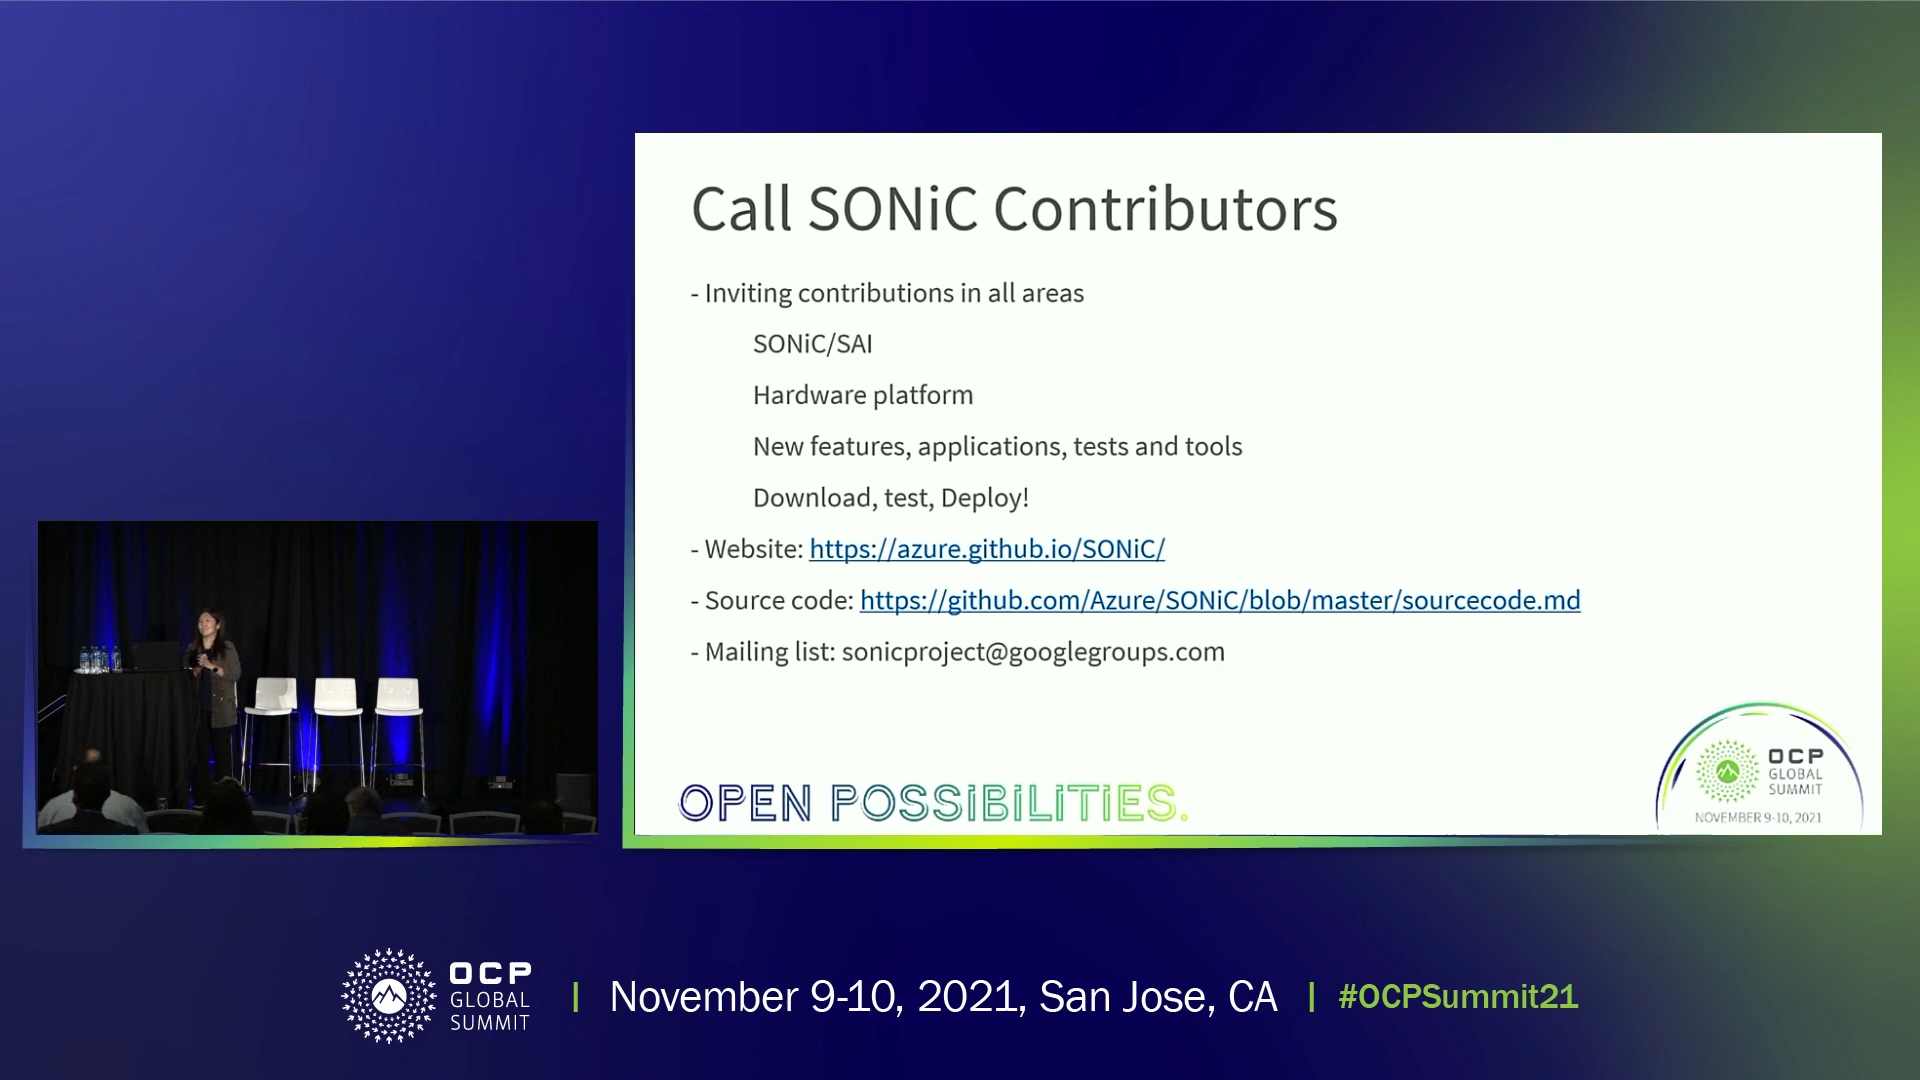 Call SONiC Contributors
- Inviting contributions in all areas
SONiC/SAI
Hardware platform
New features, applications, tests and tools
Download, test, Deploy!
- Website: https://azure.github.io/SONiC/
- Source code: https://github.com/Azure/SONiC/blob/master/sourcecode.md
- Mailing list: sonicproject@googlegroups.com
OPEN POSSIBILITIES.
OCP
GLOBAL
SUMMIT
NOVEMBER 9-10, 2021
OCP
GLOBAL
SUMMIT
| November 9-10, 2021, San Jose, CA | #OCPSummit21